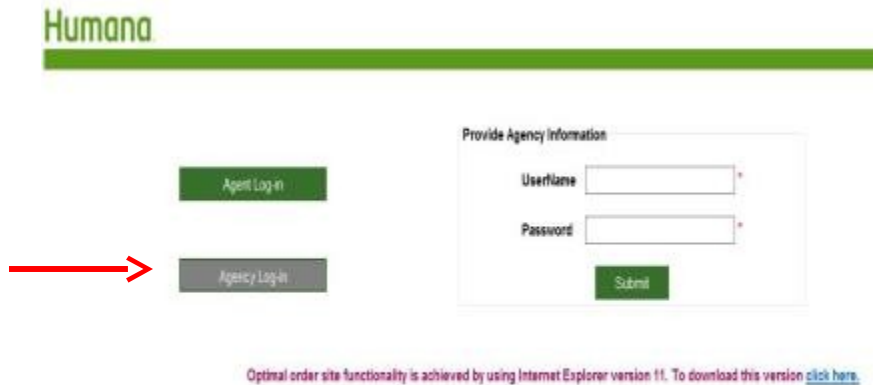 Humana
Provide Agency Information
Agent Log-in
UserName *
Password *
Agency Log-in
Submit
Optimal order site functionality is achieved by using Internet Explorer version 11. To download this version click here.